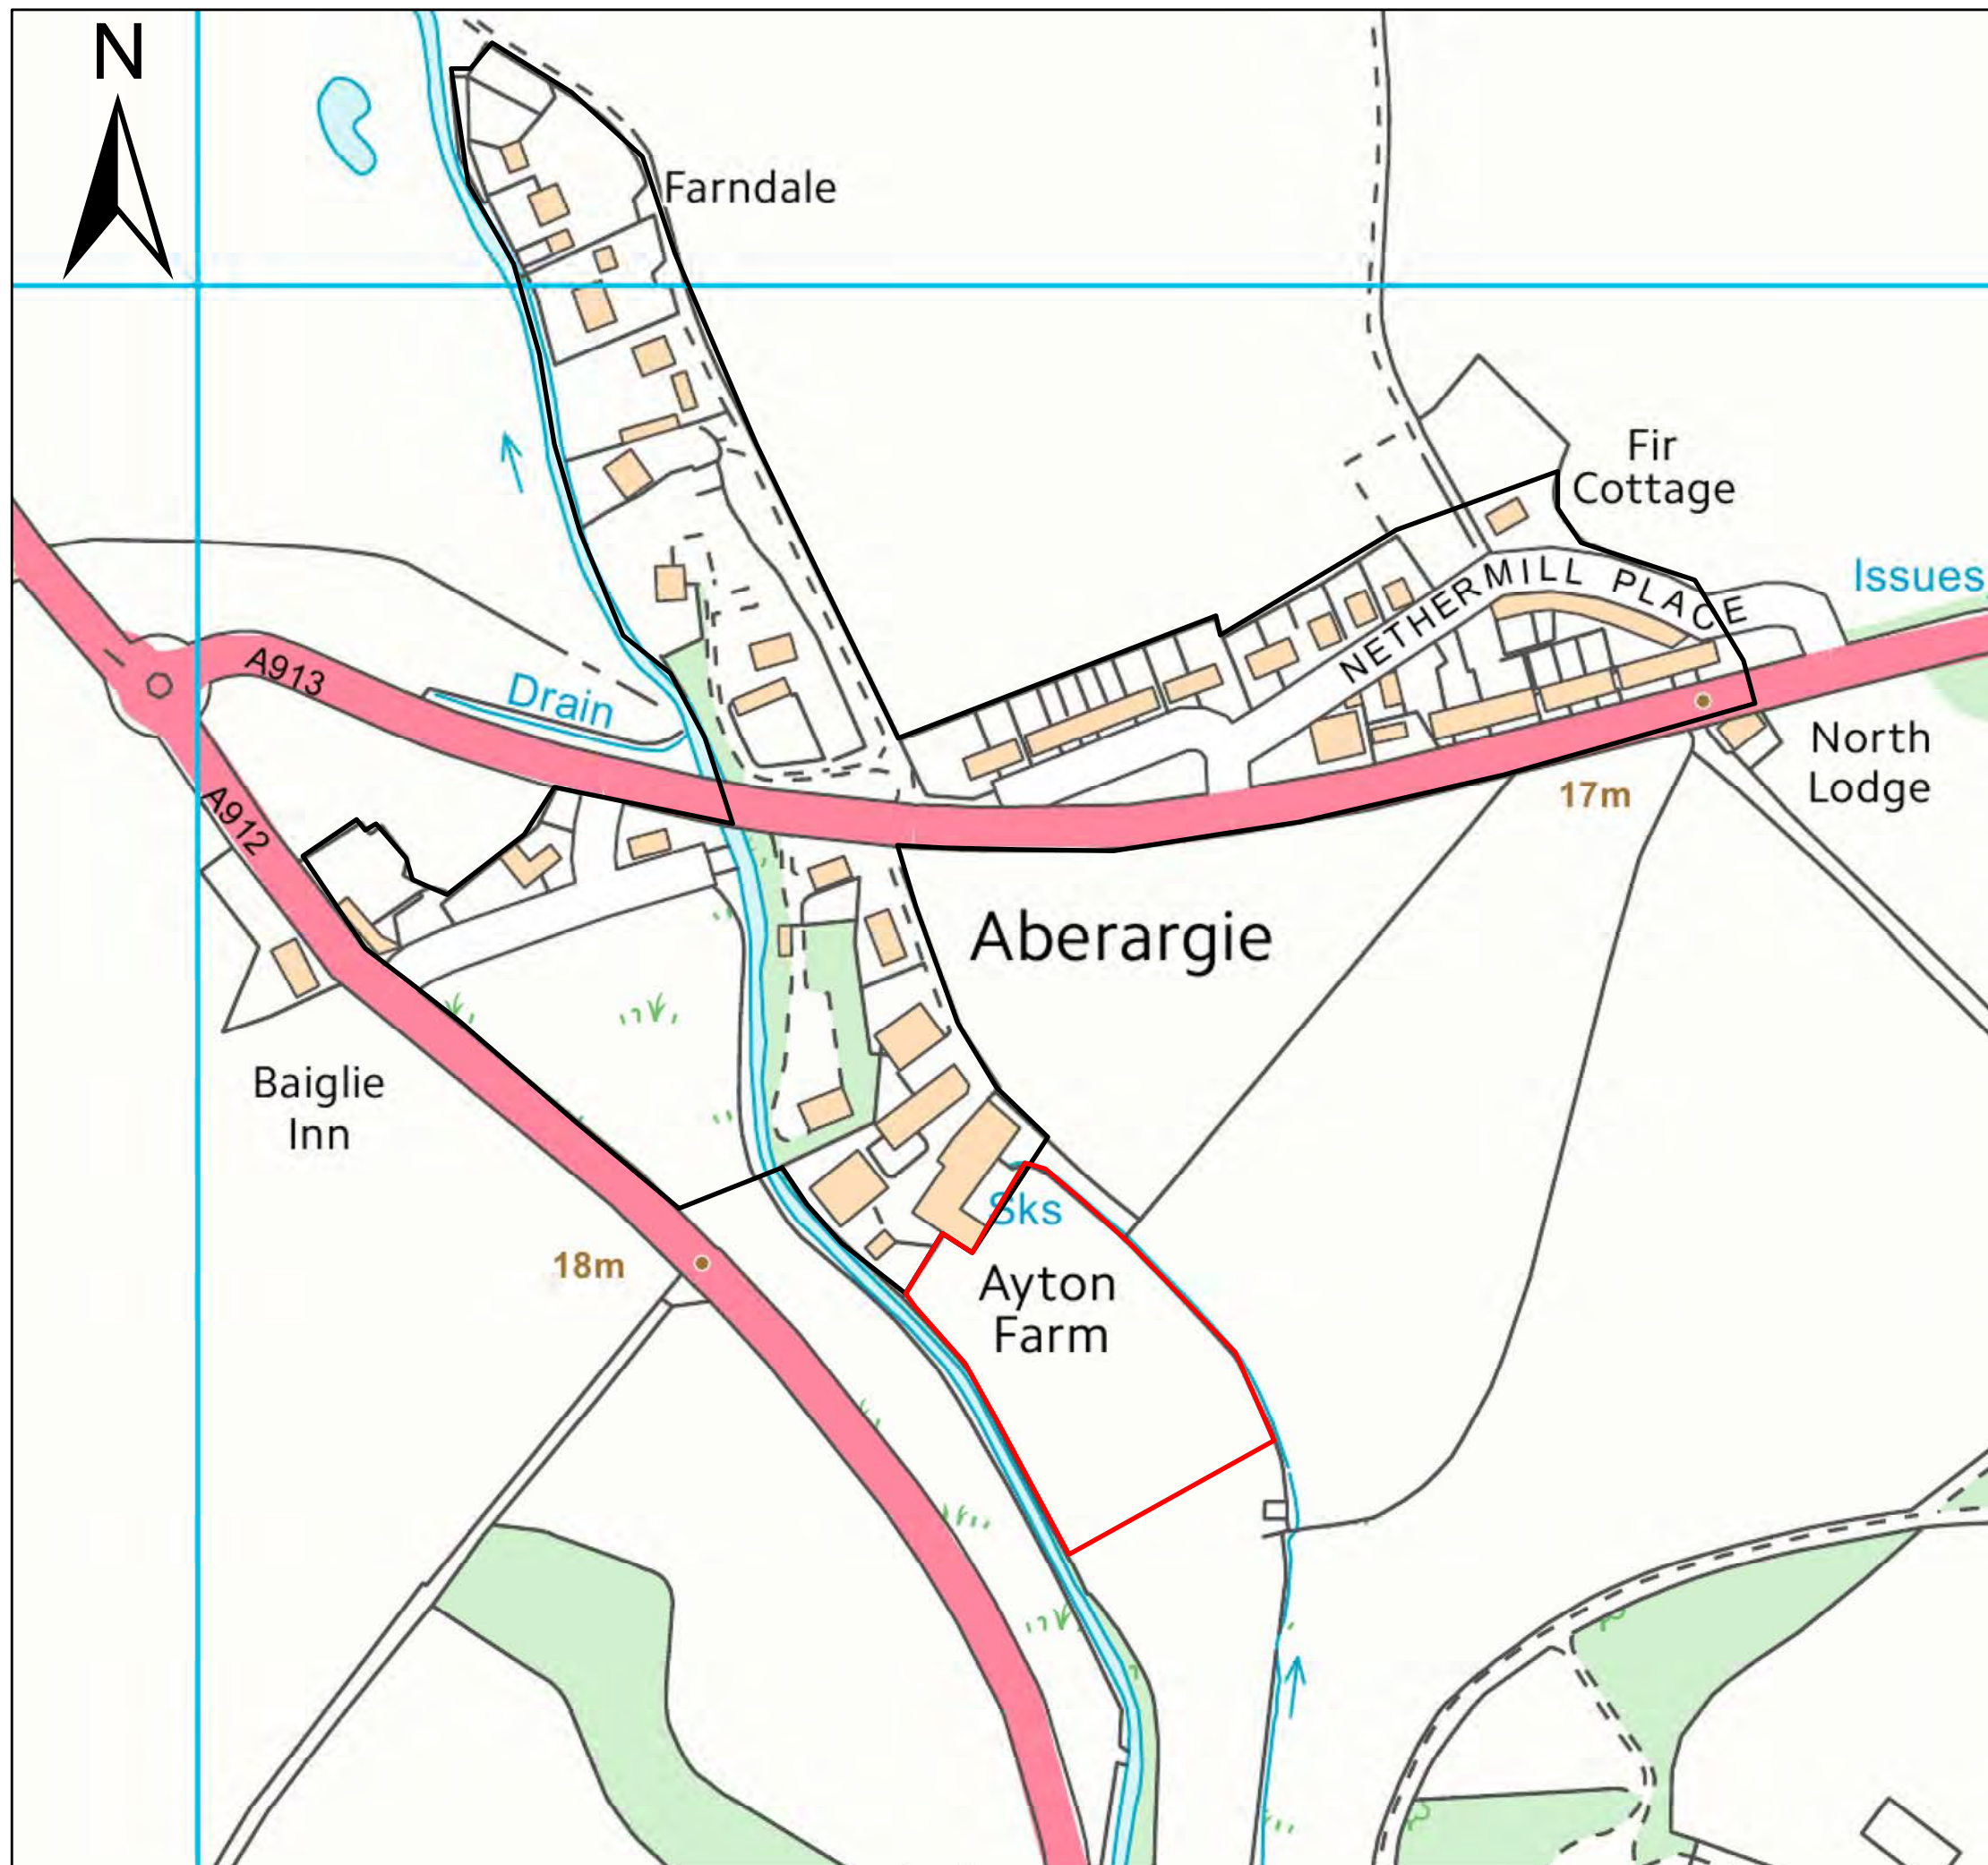 N
Farndale
Fir
Cottage
Issues
NETHERMILL PLACE
A913
Drain
North
Lodge
17m
A912
Aberargie
Baiglie
Inn
Sks
18m
Ayton
Farm